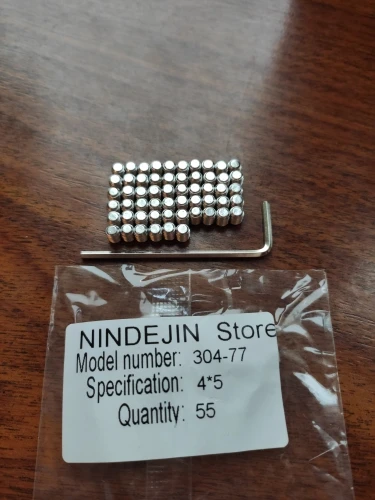 NINDEJIN Store
Model number: 304-77
Specification: 4*5
Quantity: 55